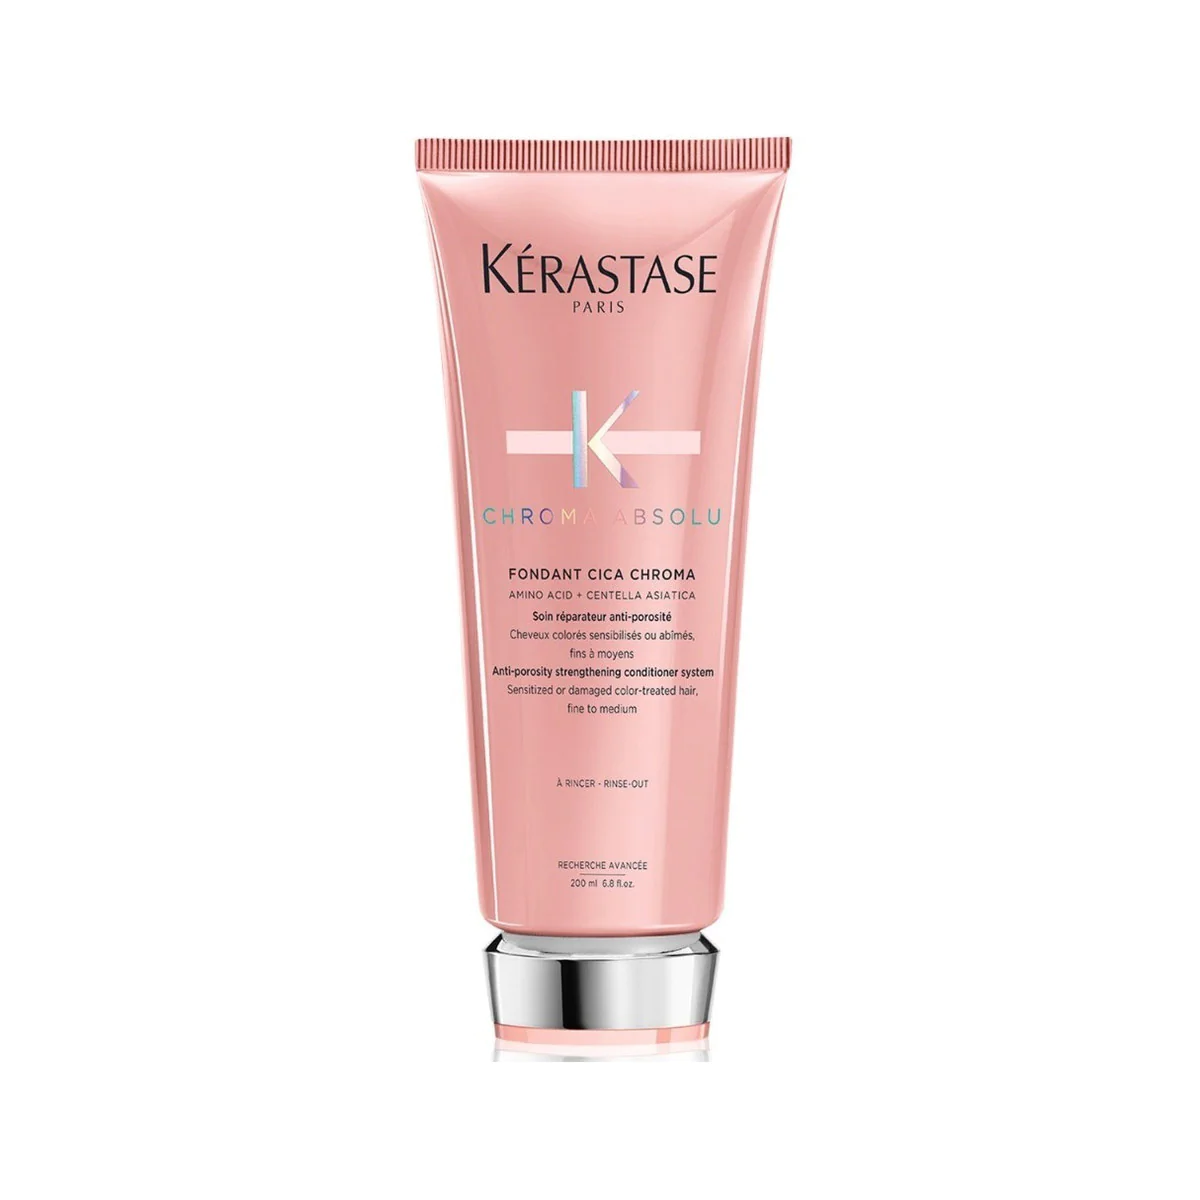 KÉRASTASE
PARIS
K
CHROMA ABSOLU
FONDANT CICA CHROMA
AMINO ACID + CENTELLA ASIATICA
Soin réparateur anti-porosité
Cheveux colorés sensibilisés ou abîmés,
fins à moyens
Anti-porosity strengthening conditioner system
Sensitized or damaged color-treated hair,
fine to medium
À RINCER - RINSE-OUT
RECHERCHE AVANCÉE
200 ml 6.8 fl.oz.